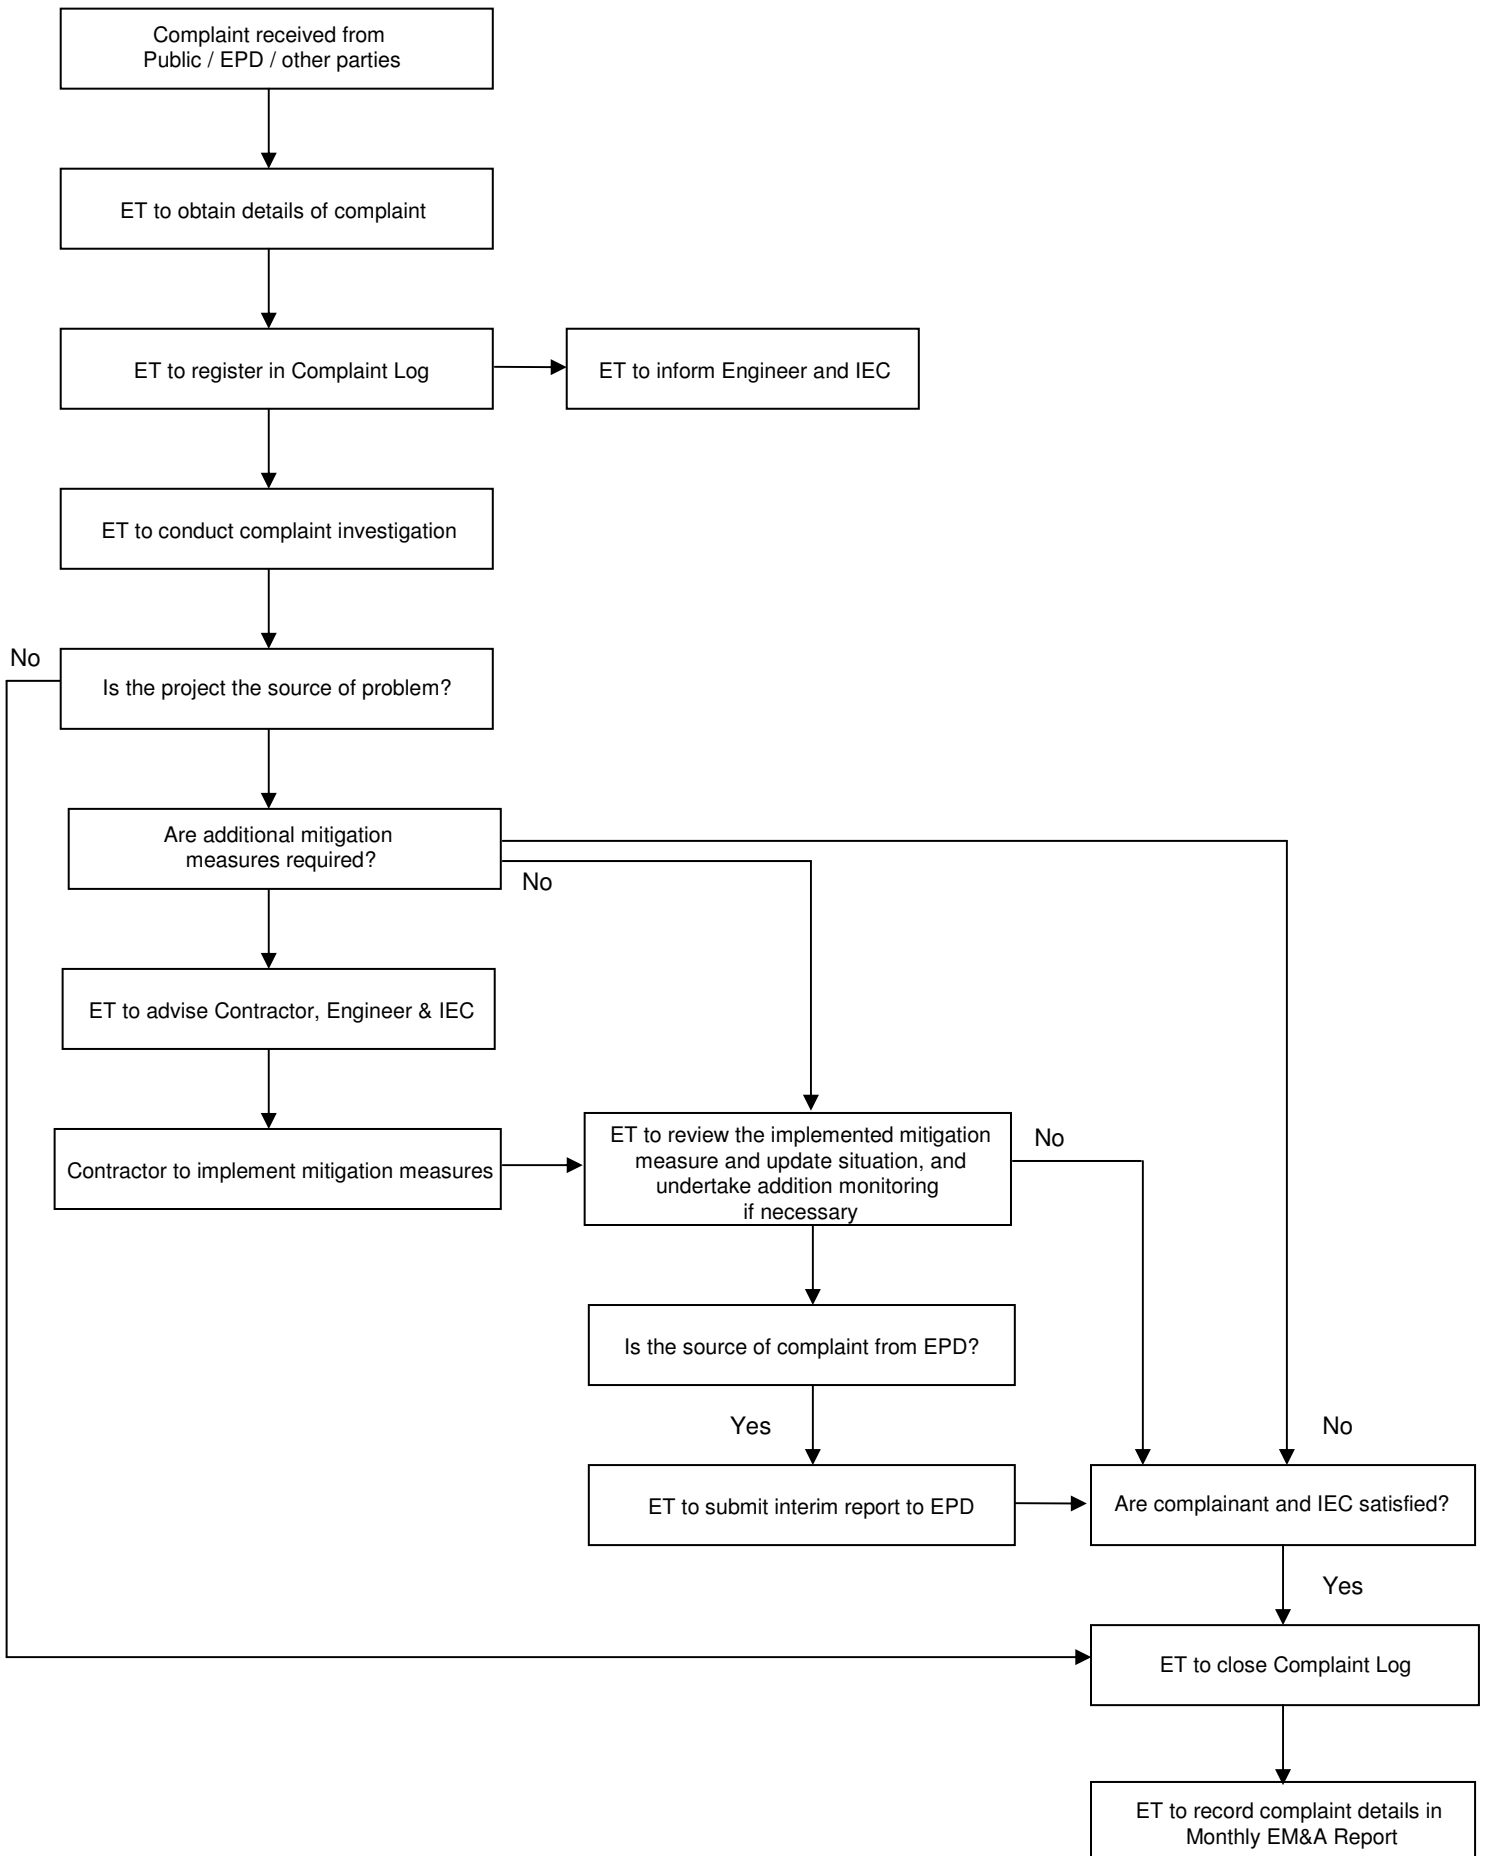 Complaint received from
Public / EPD / other parties
ET to obtain details of complaint
ET to register in Complaint Log
ET to inform Engineer and IEC
ET to conduct complaint investigation
No
Is the project the source of problem?
Are additional mitigation
measures required?
No
ET to advise Contractor, Engineer & IEC
Contractor to implement mitigation measures
ET to review the implemented mitigation
measure and update situation, and
undertake addition monitoring
if necessary
No
Is the source of complaint from EPD?
Yes
No
ET to submit interim report to EPD
Are complainant and IEC satisfied?
Yes
ET to close Complaint Log
ET to record complaint details in
Monthly EM&A Report